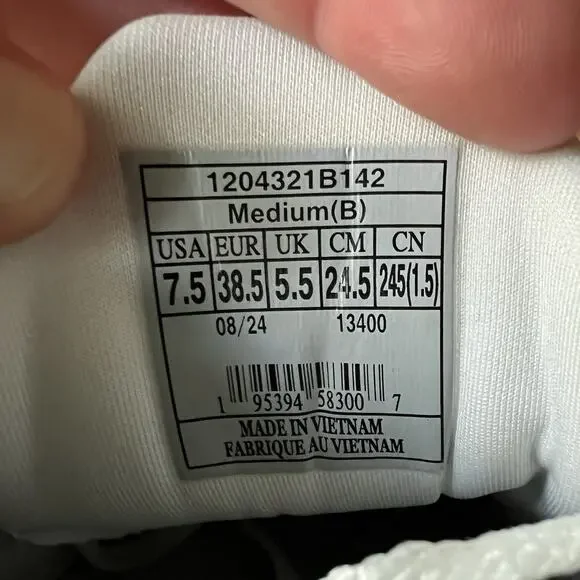 1204321B142
Medium(B)
USA EUR UK CM CN
7.5 38.5 5.5 24.5 245(1.5)
08/24 13400
1 95394 58300 7
MADE IN VIETNAM
FABRIQUE AU VIETNAM